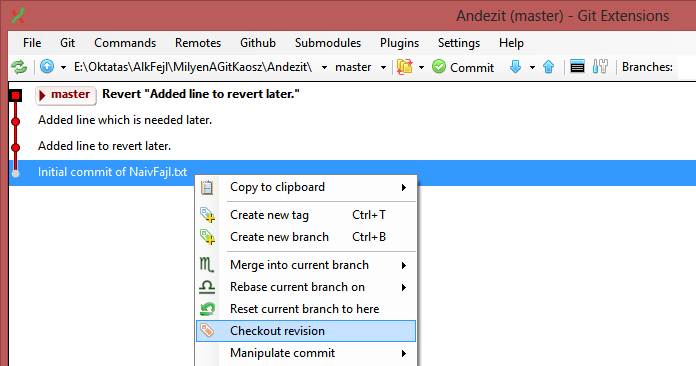 Andezit (master) - Git Extensions
File Git Commands Remotes Github Submodules Plugins Settings Help
E:\Oktatas\AlkFejl\MilyenAGitKaosz\Andezit\ master Commit Branches:
master Revert "Added line to revert later."
Added line which is needed later.
Added line to revert later.
Initial commit of NaivFajl.txt
Copy to clipboard
Create new tag Ctrl+T
Create new branch Ctrl+B
Merge into current branch
Rebase current branch on
Reset current branch to here
Checkout revision
Manipulate commit